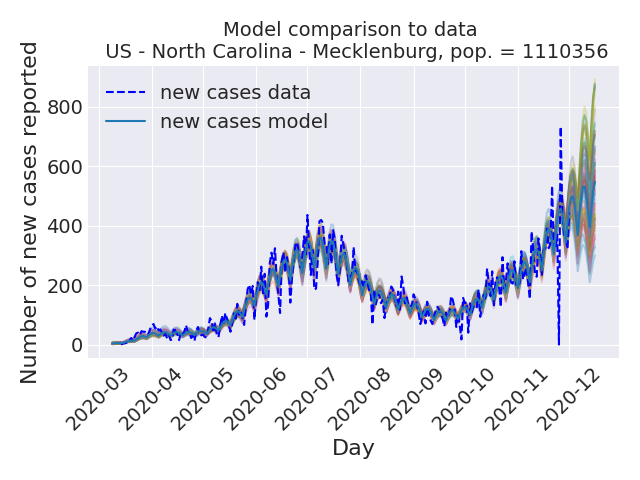 Model comparison to data
US - North Carolina - Mecklenburg, pop. = 1110356
Number of new cases reported
800
600
400
200
0
new cases data
new cases model
2020-03
2020-04
2020-05
2020-06
2020-07
2020-08
2020-09
2020-10
2020-11
2020-12
Day